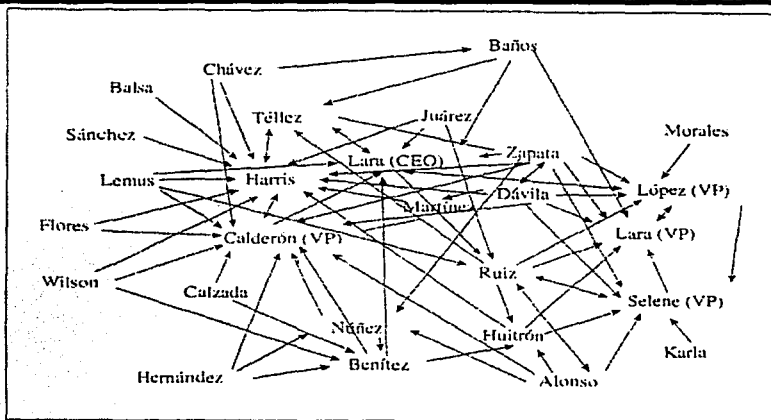 Baños
Chávez
Balsa
Téllez
Juárez
Sánchez
Zapata
Morales
Lara (CEO)
Lemus
Harris
Dávila
López (VP)
Martínez
Flores
Calderón (VP)
Lara (VP)
Ruiz
Wilson
Calzada
Selene (VP)
Núñez
Huitrón
Benítez
Karla
Hernández
Alonso